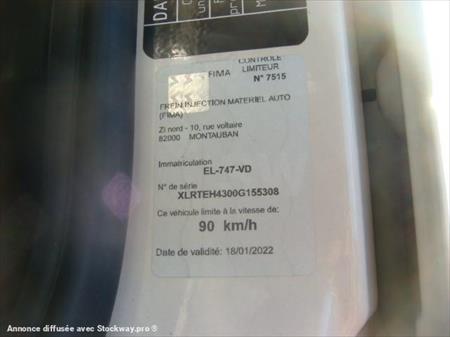 DA
CONTROLE
FIMA LIMITEUR
N° 7515
FREIN INJECTION MATERIEL AUTO
(FIMA)
Zi nord - 10, rue voltaire
82000 MONTAUBAN
Immatriculation
EL-747-VD
N° de série
XLRTEH4300G155308
Ce véhicule limité à la vitesse de:
90 km/h
Date de validité: 18/01/2022
Annonce diffusée avec Stockway.pro ®